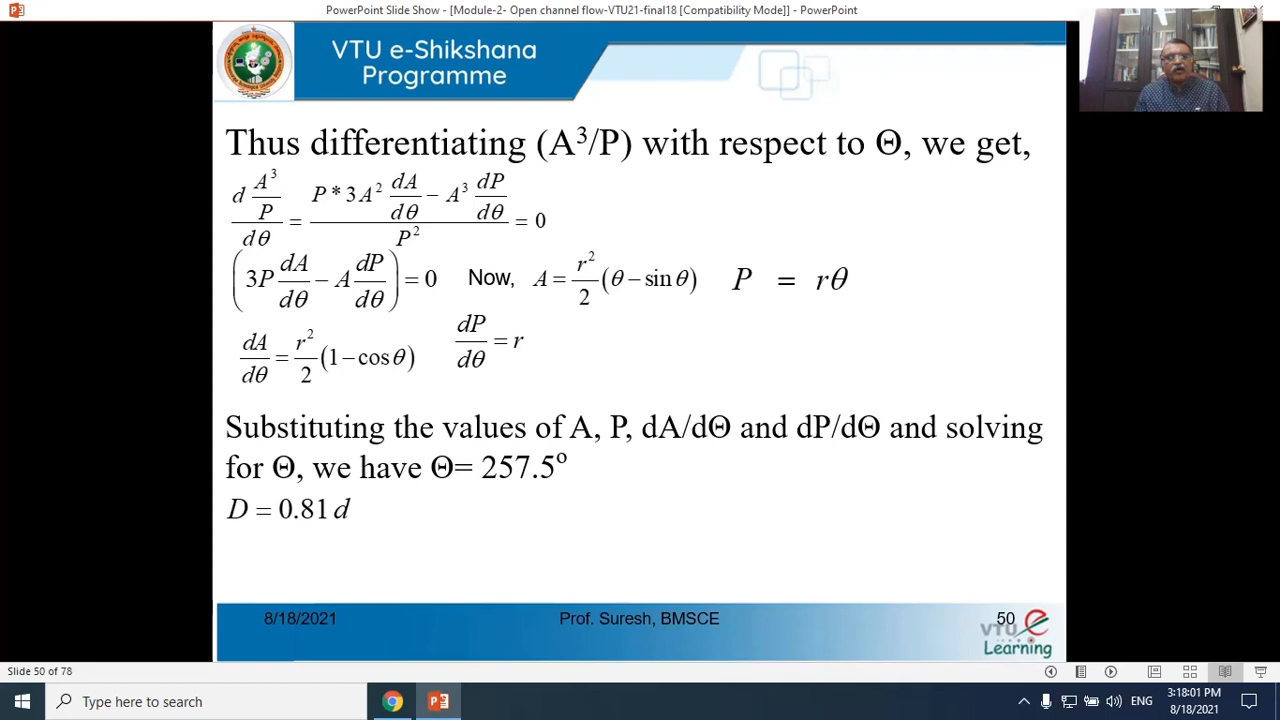 PowerPoint Slide Show - [Module-2- Open channel flow-VTU21-final18 [Compatibility Mode]] - PowerPoint
VTU e-Shikshana
Programme
Thus differentiating (A³/P) with respect to Θ, we get,
d (A³/P) / dθ = (P * 3A² dA/dθ − A³ dP/dθ) / P² = 0
(3P dA/dθ − A dP/dθ) = 0 Now, A = r²/2 (θ − sin θ) P = rθ
dA/dθ = r²/2 (1 − cos θ) dP/dθ = r
Substituting the values of A, P, dA/dΘ and dP/dΘ and solving
for Θ, we have Θ= 257.5º
D = 0.81 d
8/18/2021 Prof. Suresh, BMSCE 50
VTU e
Learning
Slide 50 of 78
Type here to search
ENG
3:18:01 PM
8/18/2021